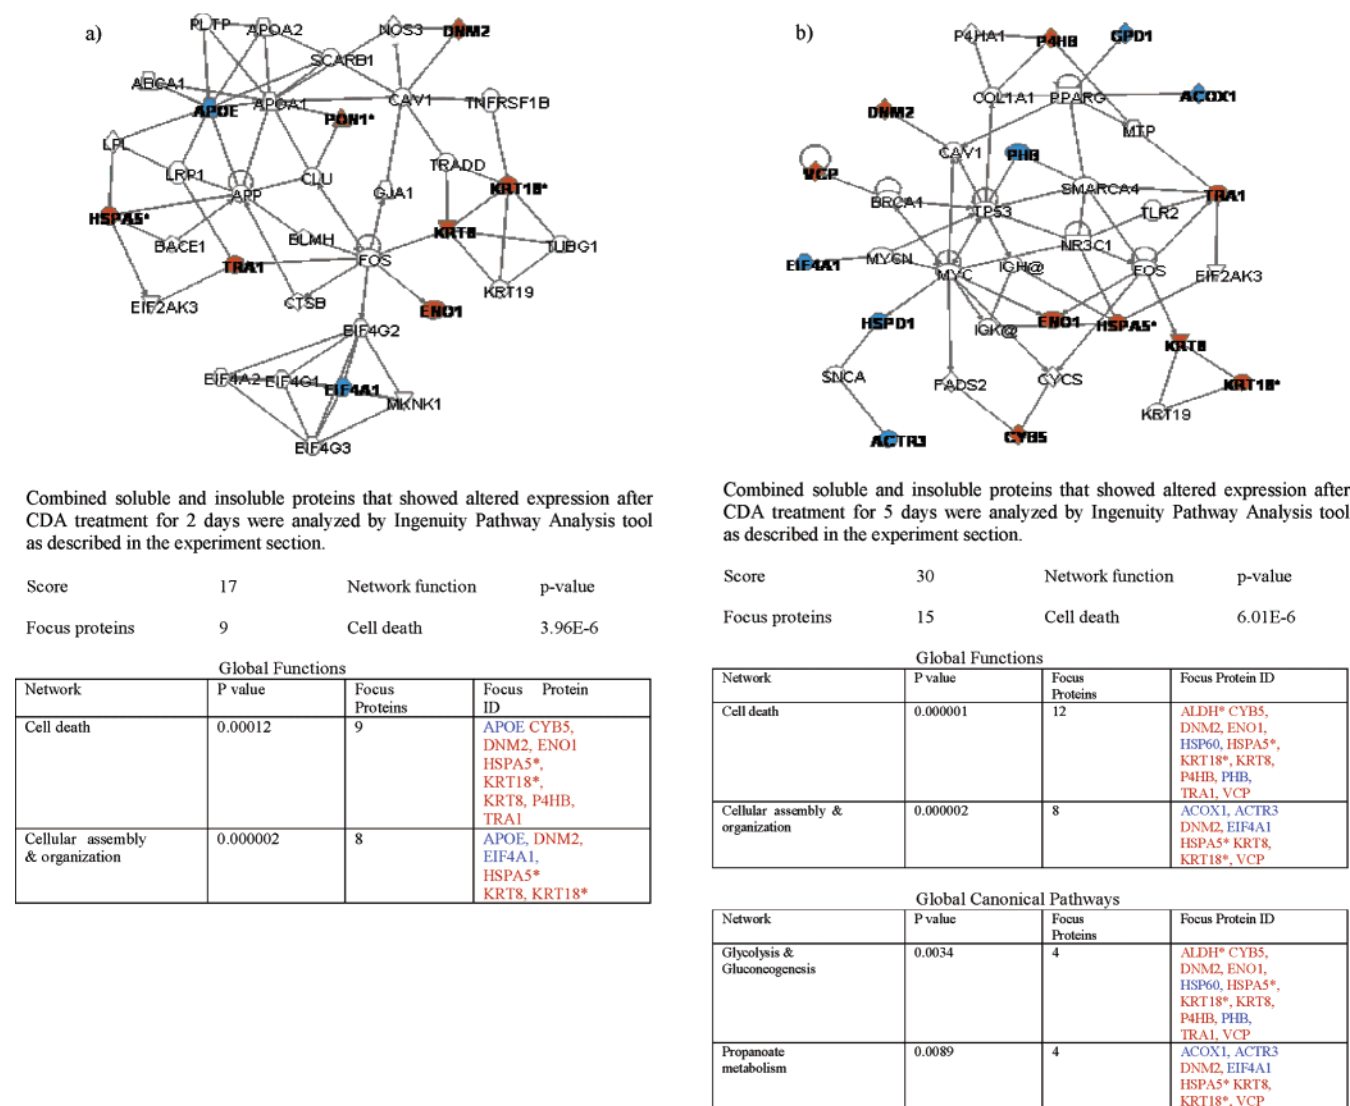 a)
PLTP
APOA2
NOS3
DNM2
SCARB1
ABCA1
APOE
APOA1
CAV1
TNFRSF1B
PON1*
LPL
LRP1
CLU
TRADD
APP
GJA1
KRT18*
HSPA5*
BACE1
BLMH
KRT8
TUBG1
TRA1
FOS
EIF2AK3
CTSB
ENO1
KRT19
EIF4G2
EIF4A2
EIF4G1
EIF4A1
MKNK1
EIF4G3
Combined soluble and insoluble proteins that showed altered expression after
CDA treatment for 2 days were analyzed by Ingenuity Pathway Analysis tool
as described in the experiment section.
Score 17 Network function p-value
Focus proteins 9 Cell death 3.96E-6
Global Functions
Network P value Focus Proteins Focus Protein ID
Cell death 0.00012 9 APOE CYB5,
DNM2, ENO1
HSPA5*,
KRT18*,
KRT8, P4HB,
TRA1
Cellular assembly & organization 0.000002 8 APOE, DNM2,
EIF4A1,
HSPA5*
KRT8, KRT18*
b)
P4HA1
P4HB
GPD1
COL1A1
PPARG
ACOX1
DNM2
MTP
CAV1
PHB
VCP
BRCA1
SMARCA4
TRA1
TP53
TLR2
NR3C1
EIF4A1
MYCN
MYC
IGH@
FOS
EIF2AK3
HSPD1
IGK@
ENO1
HSPA5*
KRT8
SNCA
FADS2
CYCS
KRT18*
KRT19
ACTR3
CYB5
Combined soluble and insoluble proteins that showed altered expression after
CDA treatment for 5 days were analyzed by Ingenuity Pathway Analysis tool
as described in the experiment section.
Score 30 Network function p-value
Focus proteins 15 Cell death 6.01E-6
Global Functions
Network P value Focus Proteins Focus Protein ID
Cell death 0.000001 12 ALDH* CYB5,
DNM2, ENO1,
HSP60, HSPA5*,
KRT18*, KRT8,
P4HB, PHB,
TRA1, VCP
Cellular assembly & organization 0.000002 8 ACOX1, ACTR3
DNM2, EIF4A1
HSPA5* KRT8,
KRT18*, VCP
Global Canonical Pathways
Network P value Focus Proteins Focus Protein ID
Glycolysis & Gluconeogenesis 0.0034 4 ALDH* CYB5,
DNM2, ENO1,
HSP60, HSPA5*,
KRT18*, KRT8,
P4HB, PHB,
TRA1, VCP
Propanoate metabolism 0.0089 4 ACOX1, ACTR3
DNM2, EIF4A1
HSPA5* KRT8,
KRT18*, VCP